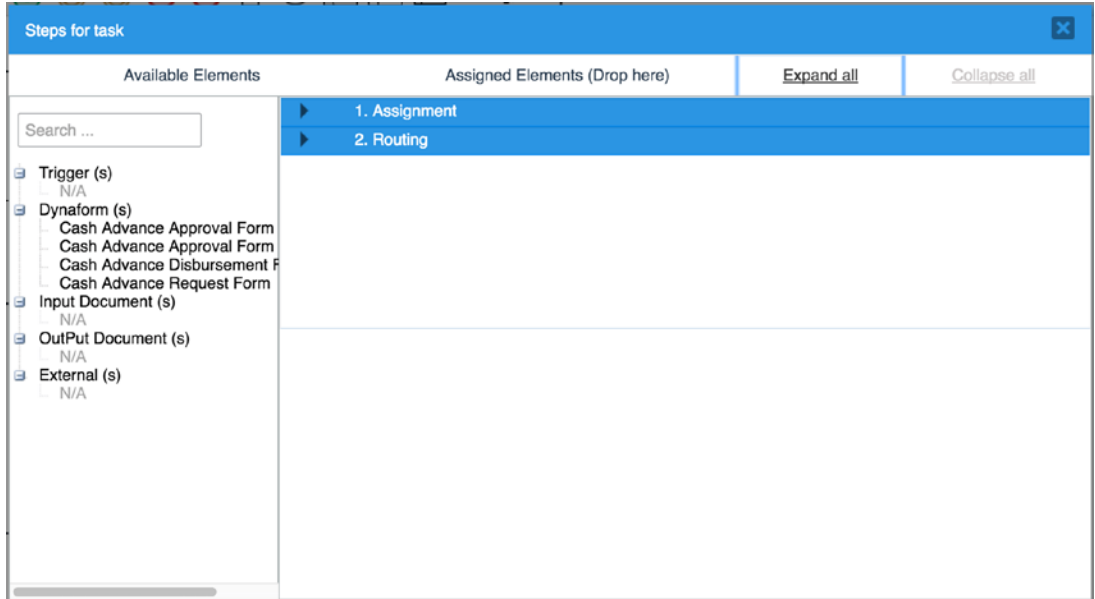 Steps for task
Available Elements
Assigned Elements (Drop here)
Expand all
Collapse all
Search ...
Trigger (s)
N/A
Dynaform (s)
Cash Advance Approval Form
Cash Advance Approval Form
Cash Advance Disbursement F
Cash Advance Request Form
Input Document (s)
N/A
OutPut Document (s)
N/A
External (s)
N/A
1. Assignment
2. Routing